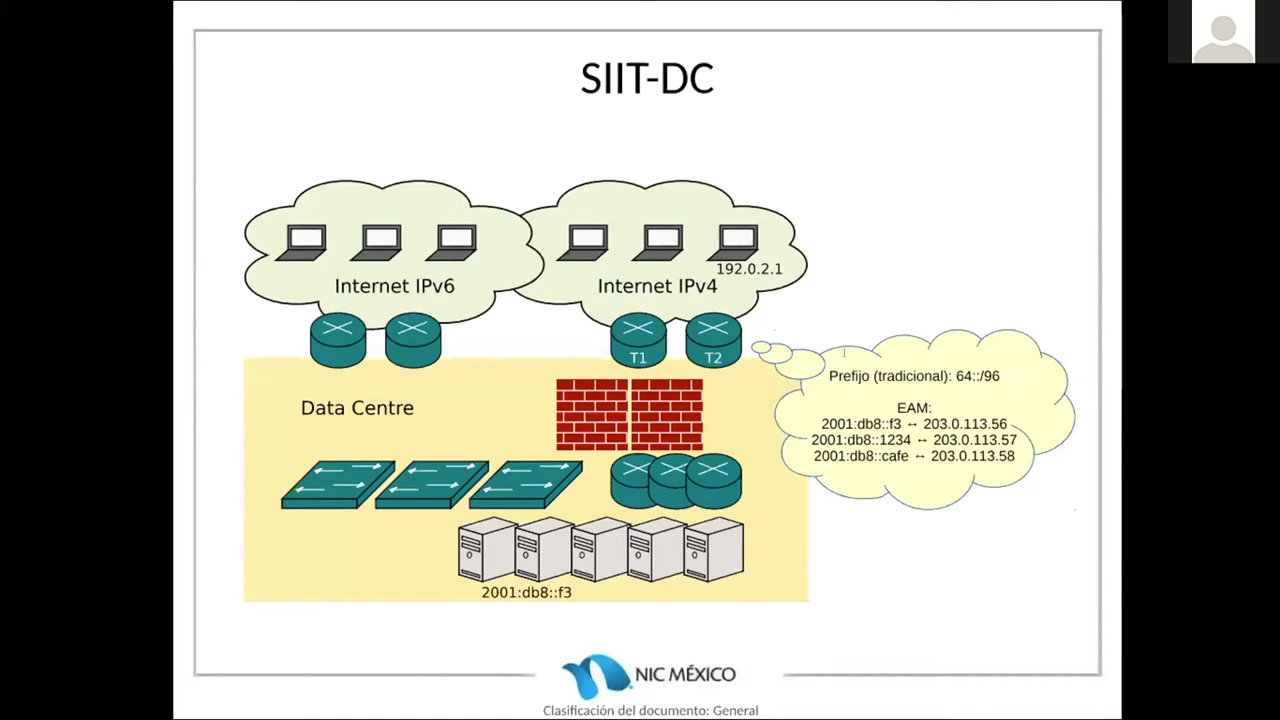 SIIT-DC
192.0.2.1
Internet IPv6
Internet IPv4
T1
T2
Prefijo (tradicional): 64::/96
EAM:
2001:db8::f3 ↔ 203.0.113.56
2001:db8::1234 ↔ 203.0.113.57
2001:db8::cafe ↔ 203.0.113.58
Data Centre
2001:db8::f3
NIC MÉXICO
Clasificación del documento: General